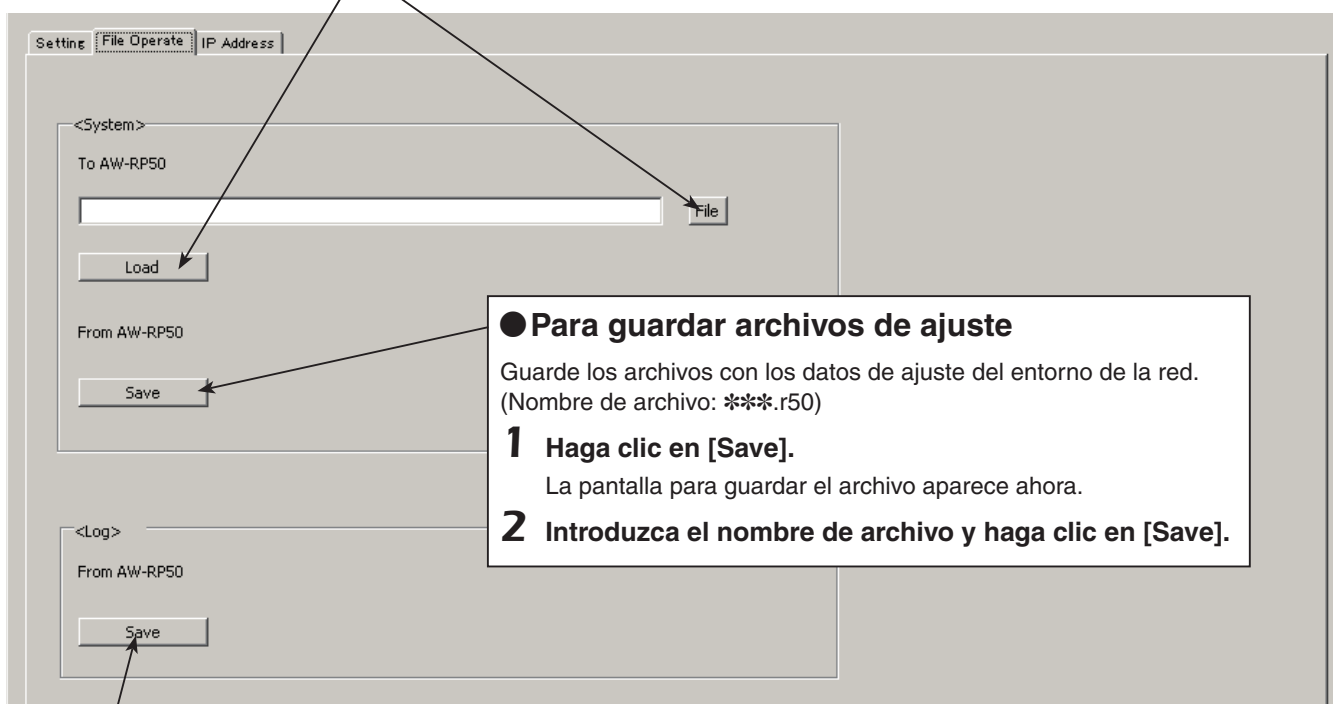 Setting File Operate IP Address
<System>
To AW-RP50
File
Load
From AW-RP50
Save
●Para guardar archivos de ajuste
Guarde los archivos con los datos de ajuste del entorno de la red.
(Nombre de archivo: ✽✽✽.r50)
1 Haga clic en [Save].
La pantalla para guardar el archivo aparece ahora.
2 Introduzca el nombre de archivo y haga clic en [Save].
<Log>
From AW-RP50
Save